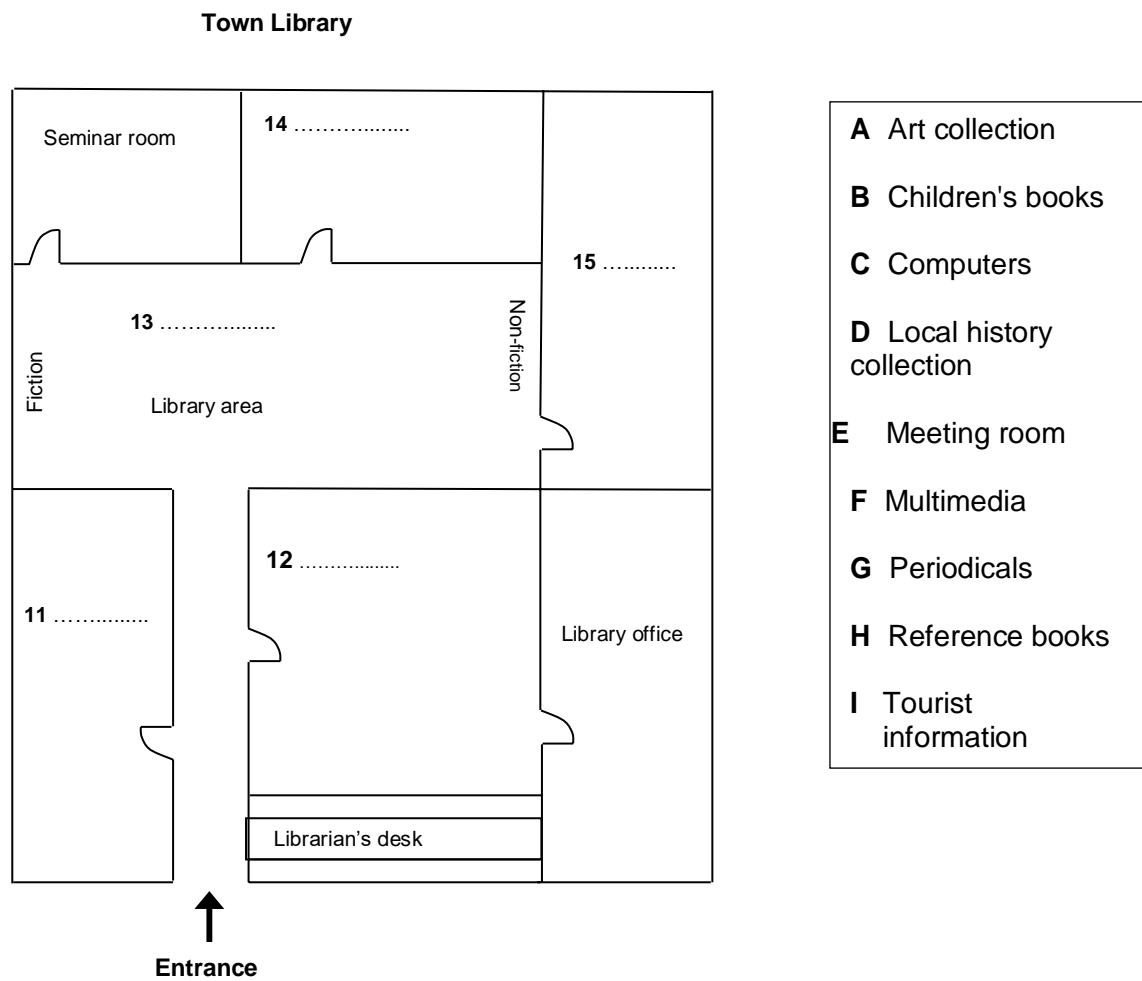 Town Library
Seminar room
14 ………..........
15 …..........
13 ………...........
Non-fiction
Fiction
Library area
12 ………..........
11 ……...........
Library office
Librarian's desk
Entrance
A Art collection
B Children's books
C Computers
D Local history
collection
E Meeting room
F Multimedia
G Periodicals
H Reference books
I Tourist
information